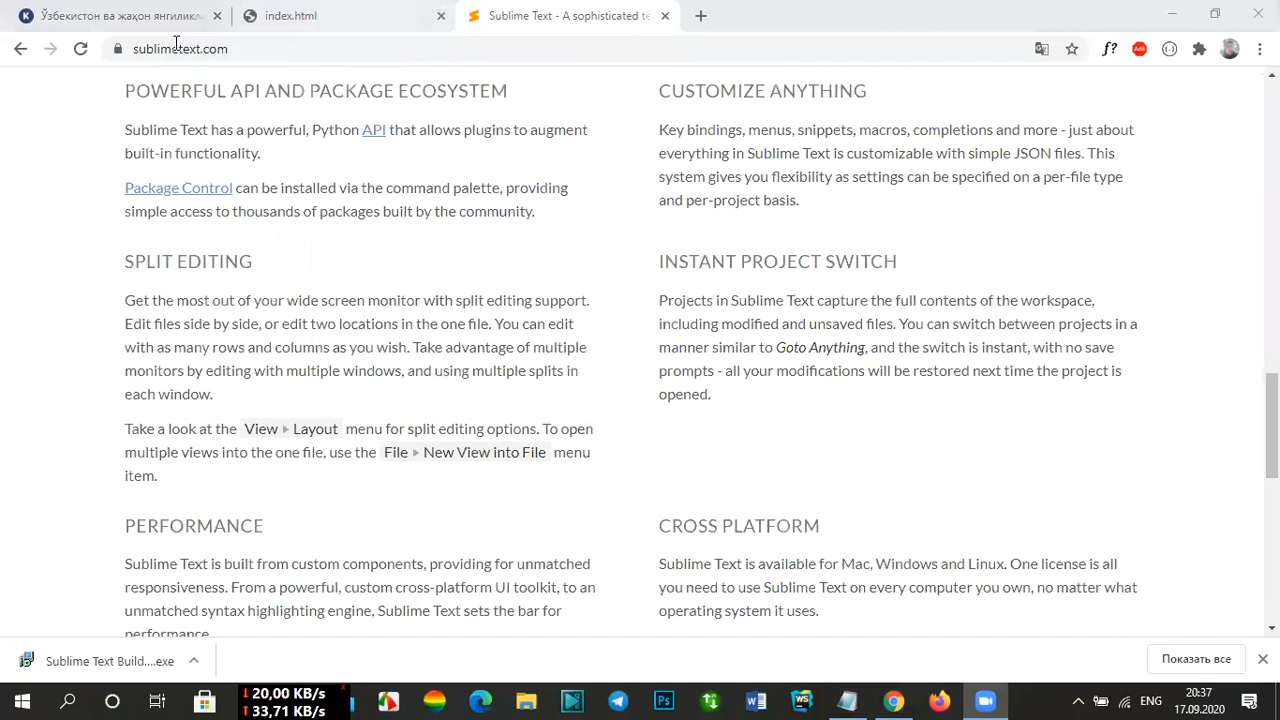 Ўзбекистон ва жаҳон янгиликл
index.html
Sublime Text - A sophisticated te
sublimetext.com
POWERFUL API AND PACKAGE ECOSYSTEM
Sublime Text has a powerful, Python API that allows plugins to augment
built-in functionality.
Package Control can be installed via the command palette, providing
simple access to thousands of packages built by the community.
SPLIT EDITING
Get the most out of your wide screen monitor with split editing support.
Edit files side by side, or edit two locations in the one file. You can edit
with as many rows and columns as you wish. Take advantage of multiple
monitors by editing with multiple windows, and using multiple splits in
each window.
Take a look at the View ▸ Layout menu for split editing options. To open
multiple views into the one file, use the File ▸ New View into File menu
item.
PERFORMANCE
Sublime Text is built from custom components, providing for unmatched
responsiveness. From a powerful, custom cross-platform UI toolkit, to an
unmatched syntax highlighting engine, Sublime Text sets the bar for
performance
CUSTOMIZE ANYTHING
Key bindings, menus, snippets, macros, completions and more - just about
everything in Sublime Text is customizable with simple JSON files. This
system gives you flexibility as settings can be specified on a per-file type
and per-project basis.
INSTANT PROJECT SWITCH
Projects in Sublime Text capture the full contents of the workspace,
including modified and unsaved files. You can switch between projects in a
manner similar to Goto Anything, and the switch is instant, with no save
prompts - all your modifications will be restored next time the project is
opened.
CROSS PLATFORM
Sublime Text is available for Mac, Windows and Linux. One license is all
you need to use Sublime Text on every computer you own, no matter what
operating system it uses.
Sublime Text Build....exe
Показать все
20,00 KB/s
33,71 KB/s
ENG
20:37
17.09.2020